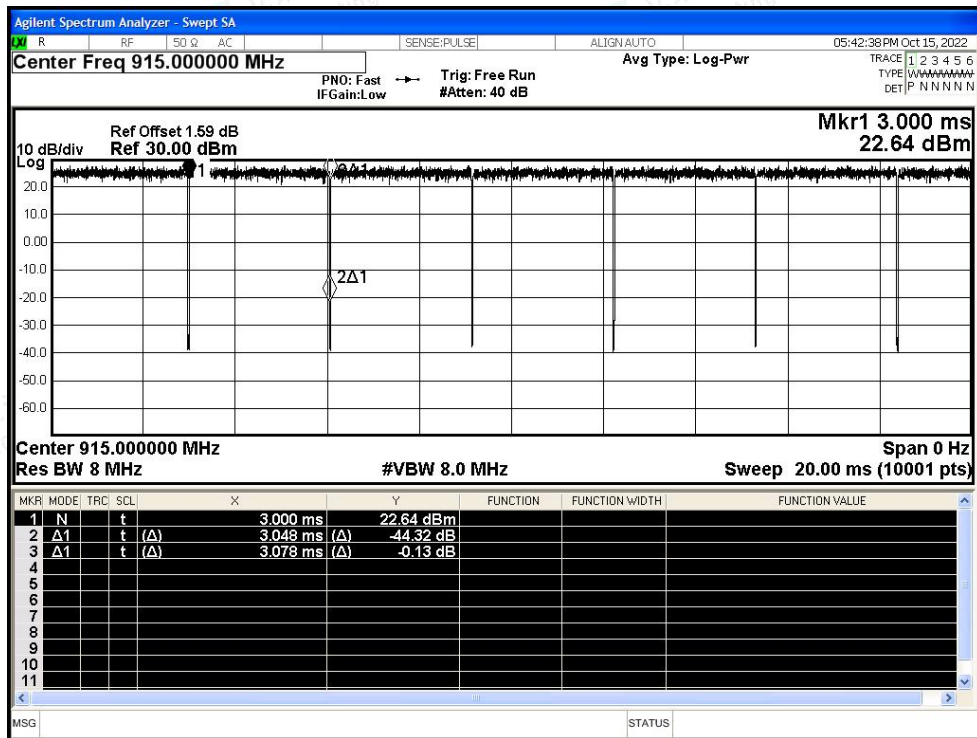 Agilent Spectrum Analyzer - Swept SA
LXI R RF 50 Ω AC SENSE:PULSE ALIGN AUTO 05:42:38 PM Oct 15, 2022
Center Freq 915.000000 MHz
Avg Type: Log-Pwr
TRACE 1 2 3 4 5 6
PNO: Fast Trig: Free Run
TYPE WWWWWW
IFGain:Low #Atten: 40 dB
DET P N N N N N
Mkr1 3.000 ms
Ref Offset 1.59 dB
10 dB/div Ref 30.00 dBm 22.64 dBm
Log
1 3Δ1
20.0
10.0
0.00
-10.0
2Δ1
-20.0
-30.0
-40.0
-50.0
-60.0
Center 915.000000 MHz Span 0 Hz
Res BW 8 MHz #VBW 8.0 MHz Sweep 20.00 ms (10001 pts)
MKR MODE TRC SCL X Y FUNCTION FUNCTION WIDTH FUNCTION VALUE
1 N t 3.000 ms 22.64 dBm
2 Δ1 t (Δ) 3.048 ms (Δ) -44.32 dB
3 Δ1 t (Δ) 3.078 ms (Δ) -0.13 dB
4
5
6
7
8
9
10
11
MSG STATUS